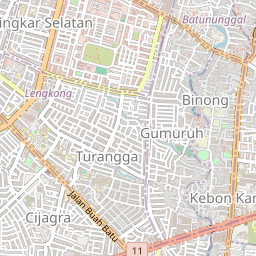 ngkar Selatan
Batununggal
Lengkong
Binong
Gumuruh
Turangga
Kebon Kan
Jalan Buah Batu
Cijagra
11